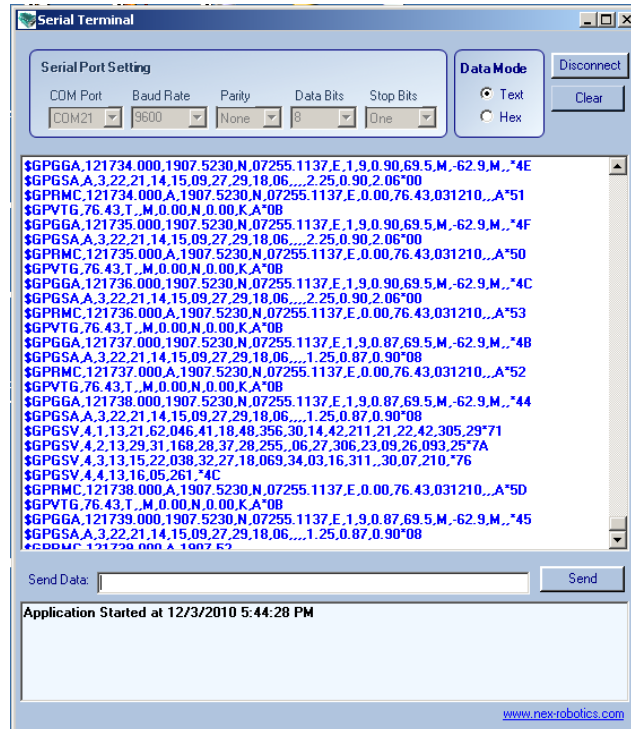 Serial Terminal
Serial Port Setting
COM Port Baud Rate Parity Data Bits Stop Bits
COM21 9600 None 8 One
Data Mode
Text
Hex
Disconnect
Clear
$GPGGA,121734.000,1907.5230,N,07255.1137,E,1,9,0.90,69.5,M,-62.9,M,,*4E
$GPGSA,A,3,22,21,14,15,09,27,29,18,06,,,,2.25,0.90,2.06*00
$GPRMC,121734.000,A,1907.5230,N,07255.1137,E,0.00,76.43,031210,,,A*51
$GPVTG,76.43,T,,M,0.00,N,0.00,K,A*0B
$GPGGA,121735.000,1907.5230,N,07255.1137,E,1,9,0.90,69.5,M,-62.9,M,,*4F
$GPGSA,A,3,22,21,14,15,09,27,29,18,06,,,,2.25,0.90,2.06*00
$GPRMC,121735.000,A,1907.5230,N,07255.1137,E,0.00,76.43,031210,,,A*50
$GPVTG,76.43,T,,M,0.00,N,0.00,K,A*0B
$GPGGA,121736.000,1907.5230,N,07255.1137,E,1,9,0.90,69.5,M,-62.9,M,,*4C
$GPGSA,A,3,22,21,14,15,09,27,29,18,06,,,,2.25,0.90,2.06*00
$GPRMC,121736.000,A,1907.5230,N,07255.1137,E,0.00,76.43,031210,,,A*53
$GPVTG,76.43,T,,M,0.00,N,0.00,K,A*0B
$GPGGA,121737.000,1907.5230,N,07255.1137,E,1,9,0.87,69.5,M,-62.9,M,,*4B
$GPGSA,A,3,22,21,14,15,09,27,29,18,06,,,,1.25,0.87,0.90*08
$GPRMC,121737.000,A,1907.5230,N,07255.1137,E,0.00,76.43,031210,,,A*52
$GPVTG,76.43,T,,M,0.00,N,0.00,K,A*0B
$GPGGA,121738.000,1907.5230,N,07255.1137,E,1,9,0.87,69.5,M,-62.9,M,,*44
$GPGSA,A,3,22,21,14,15,09,27,29,18,06,,,,1.25,0.87,0.90*08
$GPGSV,4,1,13,21,62,046,41,18,48,356,30,14,42,211,21,22,42,305,29*71
$GPGSV,4,2,13,29,31,168,28,37,28,255,,06,27,306,23,09,26,093,25*7A
$GPGSV,4,3,13,15,22,038,32,27,18,069,34,03,16,311,,30,07,210,*76
$GPGSV,4,4,13,16,05,261,*4C
$GPRMC,121738.000,A,1907.5230,N,07255.1137,E,0.00,76.43,031210,,,A*5D
$GPVTG,76.43,T,,M,0.00,N,0.00,K,A*0B
$GPGGA,121739.000,1907.5230,N,07255.1137,E,1,9,0.87,69.5,M,-62.9,M,,*45
$GPGSA,A,3,22,21,14,15,09,27,29,18,06,,,,1.25,0.87,0.90*08
$GPRMC,121739.000,A,1907.52
Send Data:
Send
Application Started at 12/3/2010 5:44:28 PM
www.nex-robotics.com